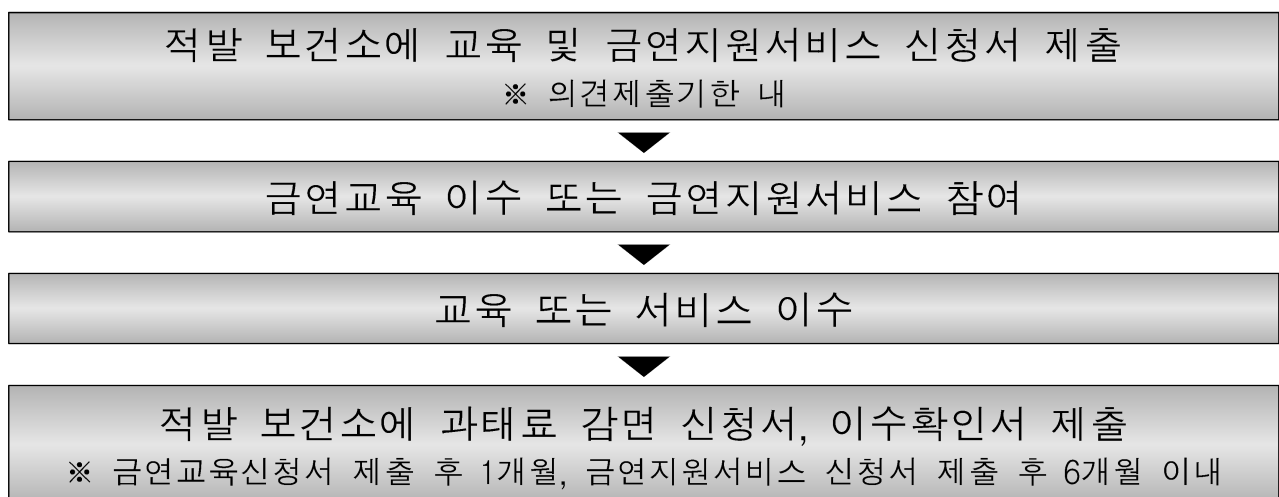 적발 보건소에 교육 및 금연지원서비스 신청서 제출
※ 의견제출기한 내
금연교육 이수 또는 금연지원서비스 참여
교육 또는 서비스 이수
적발 보건소에 과태료 감면 신청서, 이수확인서 제출
※ 금연교육신청서 제출 후 1개월, 금연지원서비스 신청서 제출 후 6개월 이내